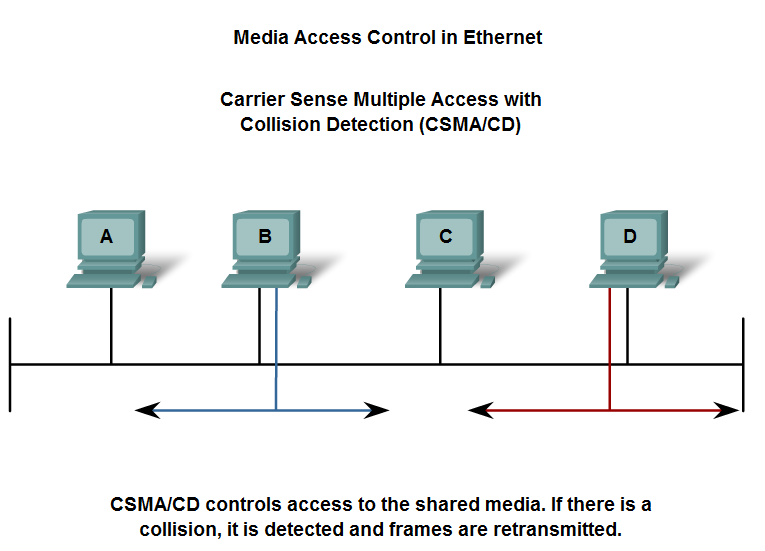 Media Access Control in Ethernet
Carrier Sense Multiple Access with
Collision Detection (CSMA/CD)
A
B
C
D
CSMA/CD controls access to the shared media. If there is a
collision, it is detected and frames are retransmitted.